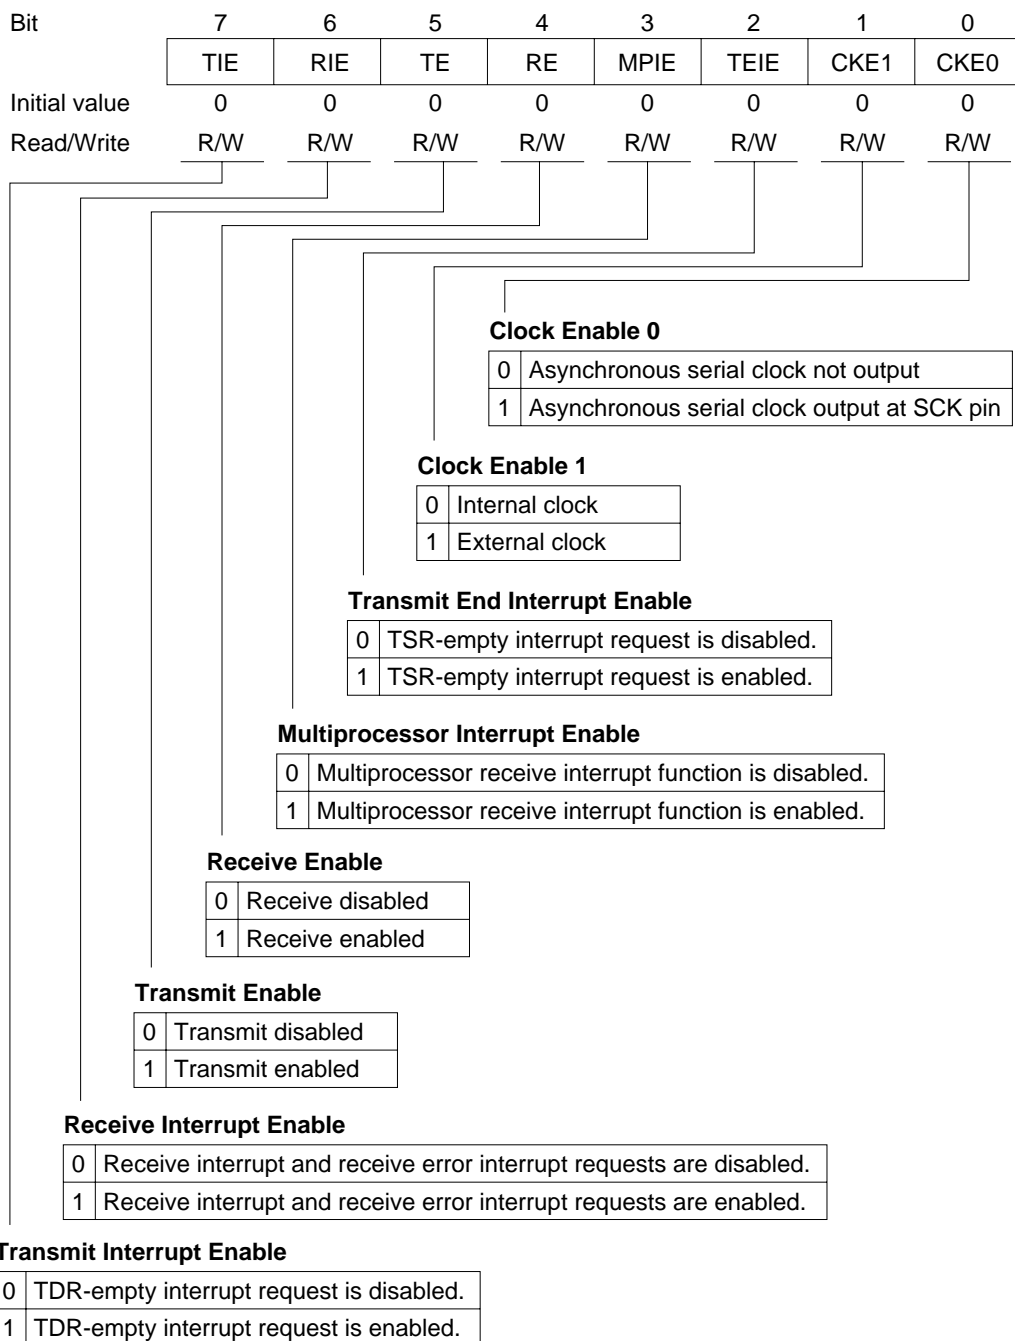 Bit 7 6 5 4 3 2 1 0
TIE RIE TE RE MPIE TEIE CKE1 CKE0
Initial value 0 0 0 0 0 0 0 0
Read/Write R/W R/W R/W R/W R/W R/W R/W R/W
Clock Enable 0
0 Asynchronous serial clock not output
1 Asynchronous serial clock output at SCK pin
Clock Enable 1
0 Internal clock
1 External clock
Transmit End Interrupt Enable
0 TSR-empty interrupt request is disabled.
1 TSR-empty interrupt request is enabled.
Multiprocessor Interrupt Enable
0 Multiprocessor receive interrupt function is disabled.
1 Multiprocessor receive interrupt function is enabled.
Receive Enable
0 Receive disabled
1 Receive enabled
Transmit Enable
0 Transmit disabled
1 Transmit enabled
Receive Interrupt Enable
0 Receive interrupt and receive error interrupt requests are disabled.
1 Receive interrupt and receive error interrupt requests are enabled.
Transmit Interrupt Enable
0 TDR-empty interrupt request is disabled.
1 TDR-empty interrupt request is enabled.